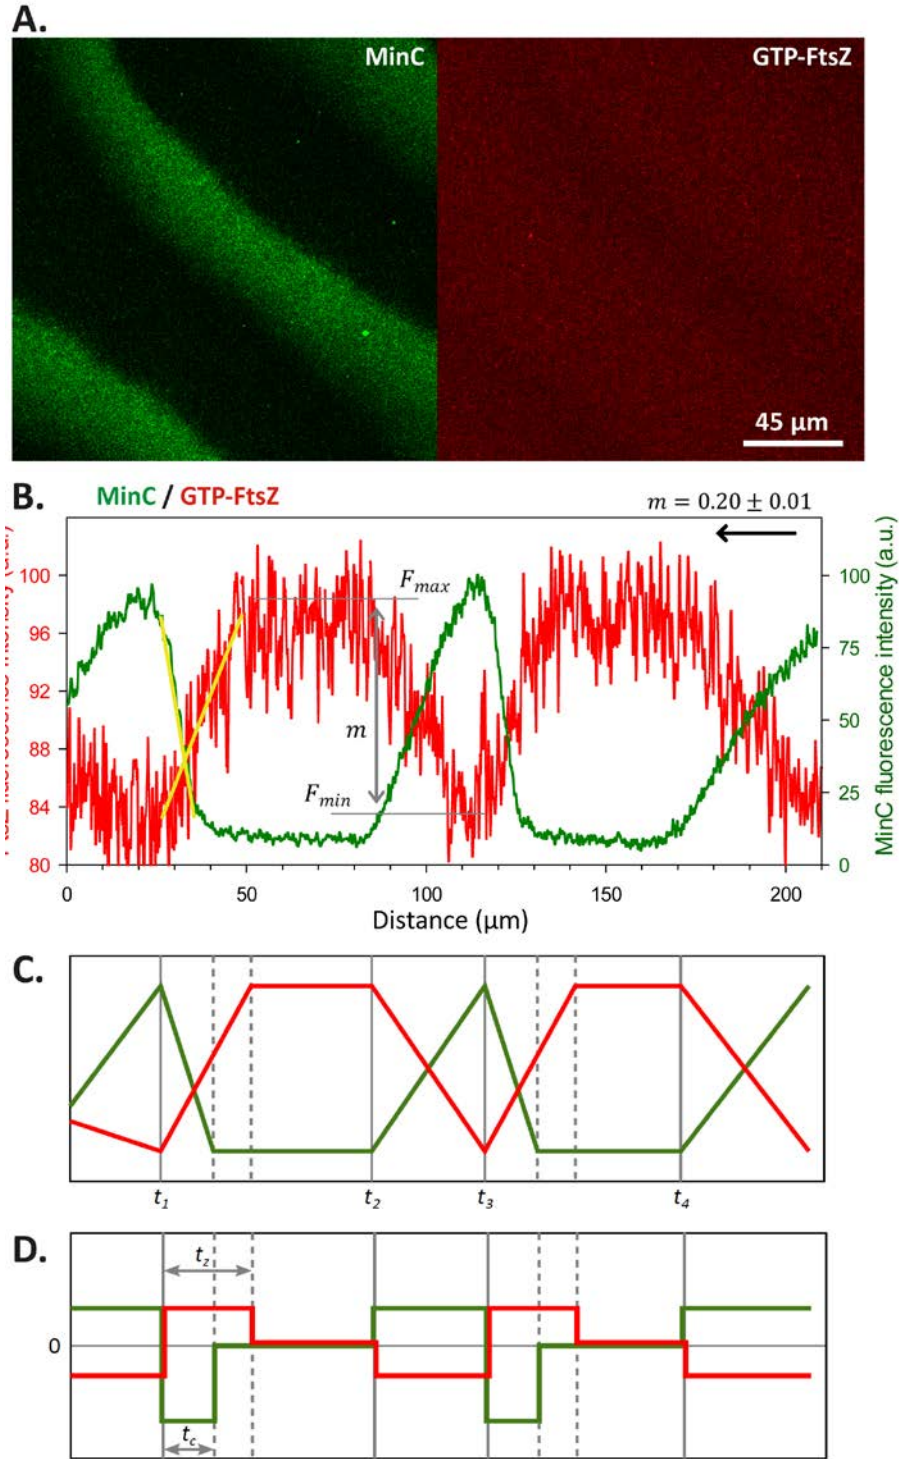 A.
MinC
GTP-FtsZ
45 µm
B.
MinC / GTP-FtsZ
m = 0.20 ± 0.01
100
96
92
88
84
80
F_max
m
F_min
100
75
50
25
0
MinC fluorescence intensity (a.u.)
0
50
100
150
200
Distance (µm)
C.
t_1
t_2
t_3
t_4
D.
t_z
0
t_c